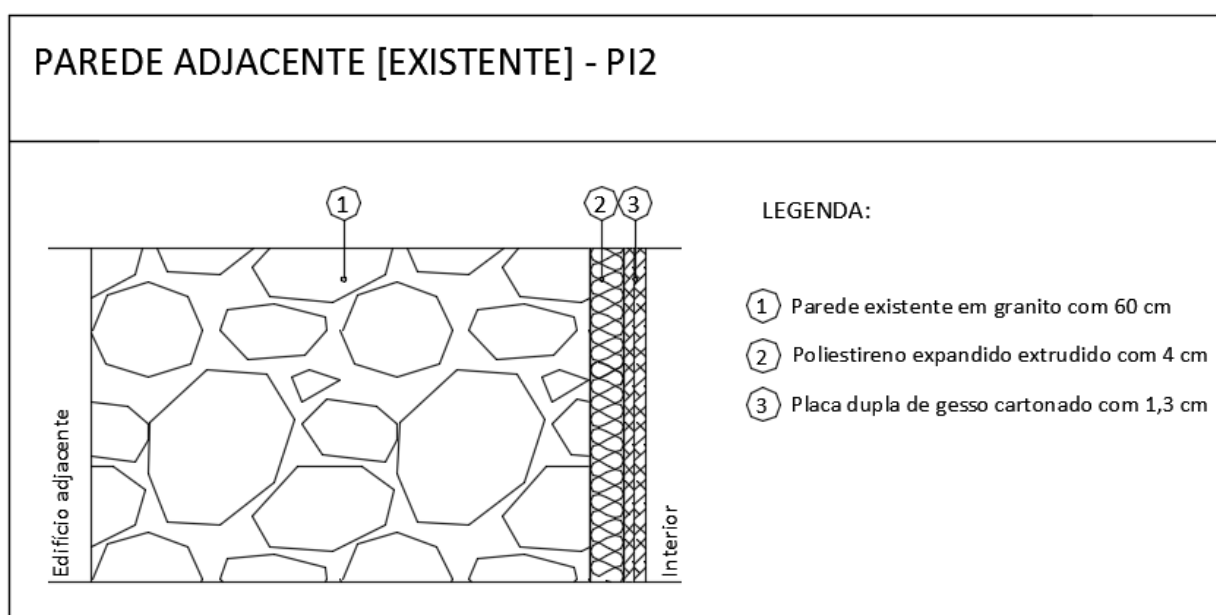 PAREDE ADJACENTE [EXISTENTE] - PI2
1
2
3
LEGENDA:
1 Parede existente em granito com 60 cm
2 Poliestireno expandido extrudido com 4 cm
3 Placa dupla de gesso cartonado com 1,3 cm
Edifício adjacente
Interior